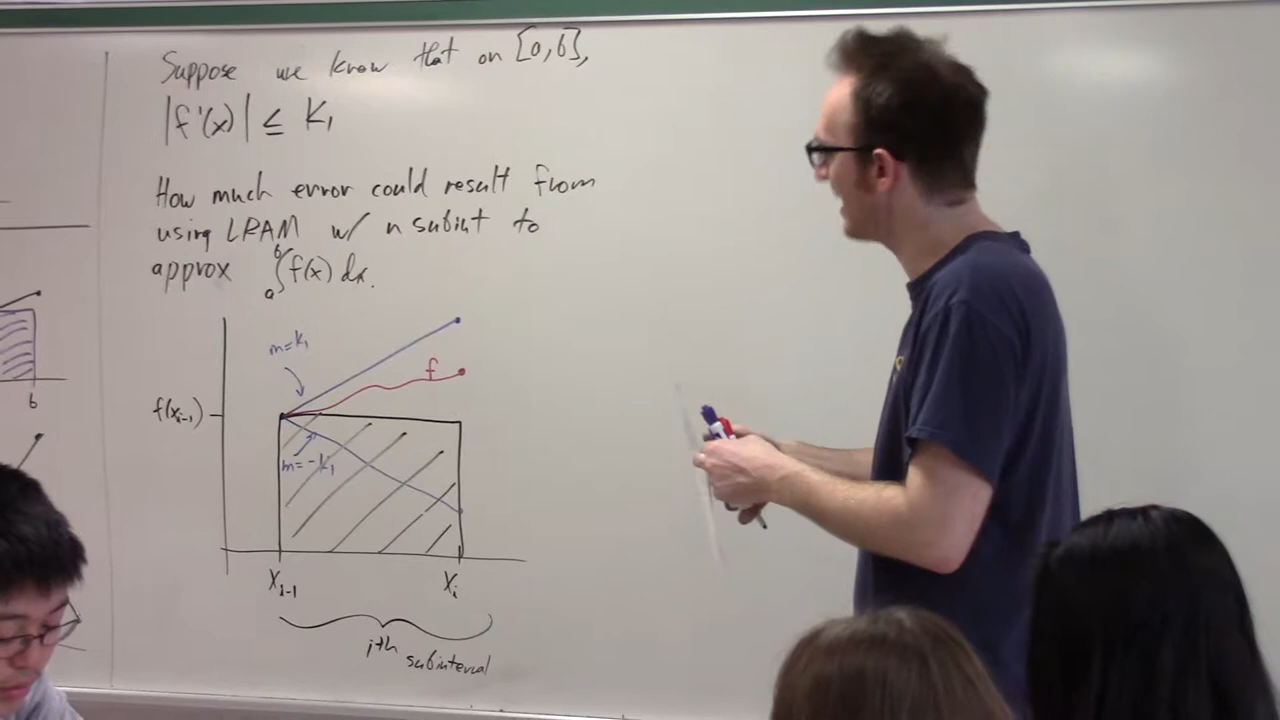 Suppose we know that on [a,b],
|f'(x)| ≤ K₁
How much error could result from
using LRAM w/ n subint to
approx ∫ₐᵇ f(x) dx.
m=k₁
f
f(xᵢ₋₁)
m=-k₁
b
xᵢ₋₁ xᵢ
ith subinterval